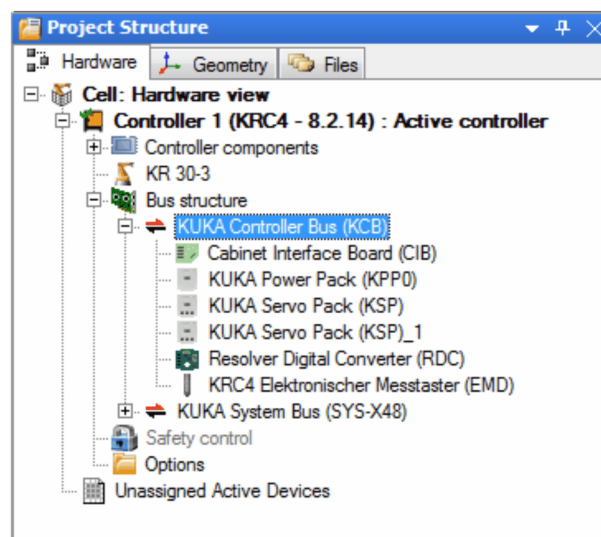 Project Structure
Hardware Geometry Files
Cell: Hardware view
Controller 1 (KRC4 - 8.2.14) : Active controller
Controller components
KR 30-3
Bus structure
KUKA Controller Bus (KCB)
Cabinet Interface Board (CIB)
KUKA Power Pack (KPP0)
KUKA Servo Pack (KSP)
KUKA Servo Pack (KSP)_1
Resolver Digital Converter (RDC)
KRC4 Elektronischer Messtaster (EMD)
KUKA System Bus (SYS-X48)
Safety control
Options
Unassigned Active Devices